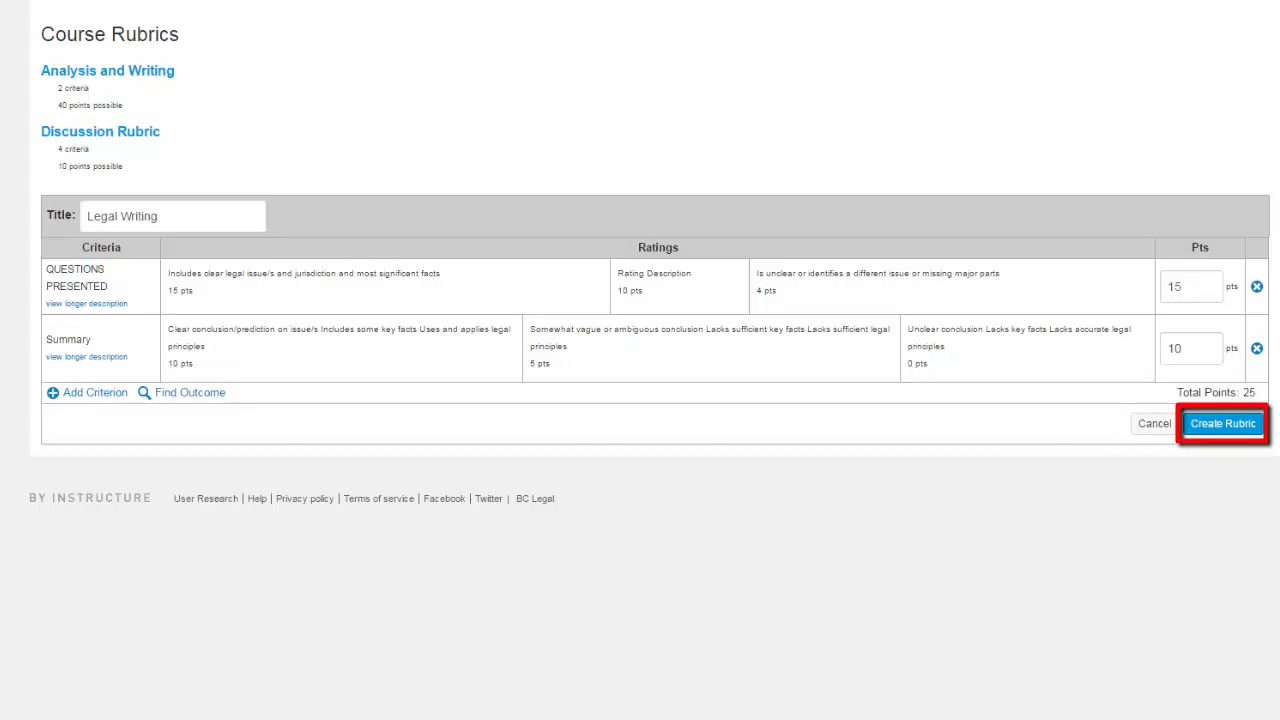 Course Rubrics
Analysis and Writing
2 criteria
40 points possible
Discussion Rubric
4 criteria
10 points possible
Title: Legal Writing
Criteria Ratings Pts
QUESTIONS
PRESENTED
view longer description
Includes clear legal issue/s and jurisdiction and most significant facts
15 pts
Rating Description
10 pts
Is unclear or identifies a different issue or missing major parts
4 pts
15 pts
Summary
view longer description
Clear conclusion/prediction on issue/s Includes some key facts Uses and applies legal
principles
10 pts
Somewhat vague or ambiguous conclusion Lacks sufficient key facts Lacks sufficient legal
principles
5 pts
Unclear conclusion Lacks key facts Lacks accurate legal
principles
0 pts
10 pts
Add Criterion Find Outcome Total Points: 25
Cancel Create Rubric
BY INSTRUCTURE User Research | Help | Privacy policy | Terms of service | Facebook | Twitter | BC Legal